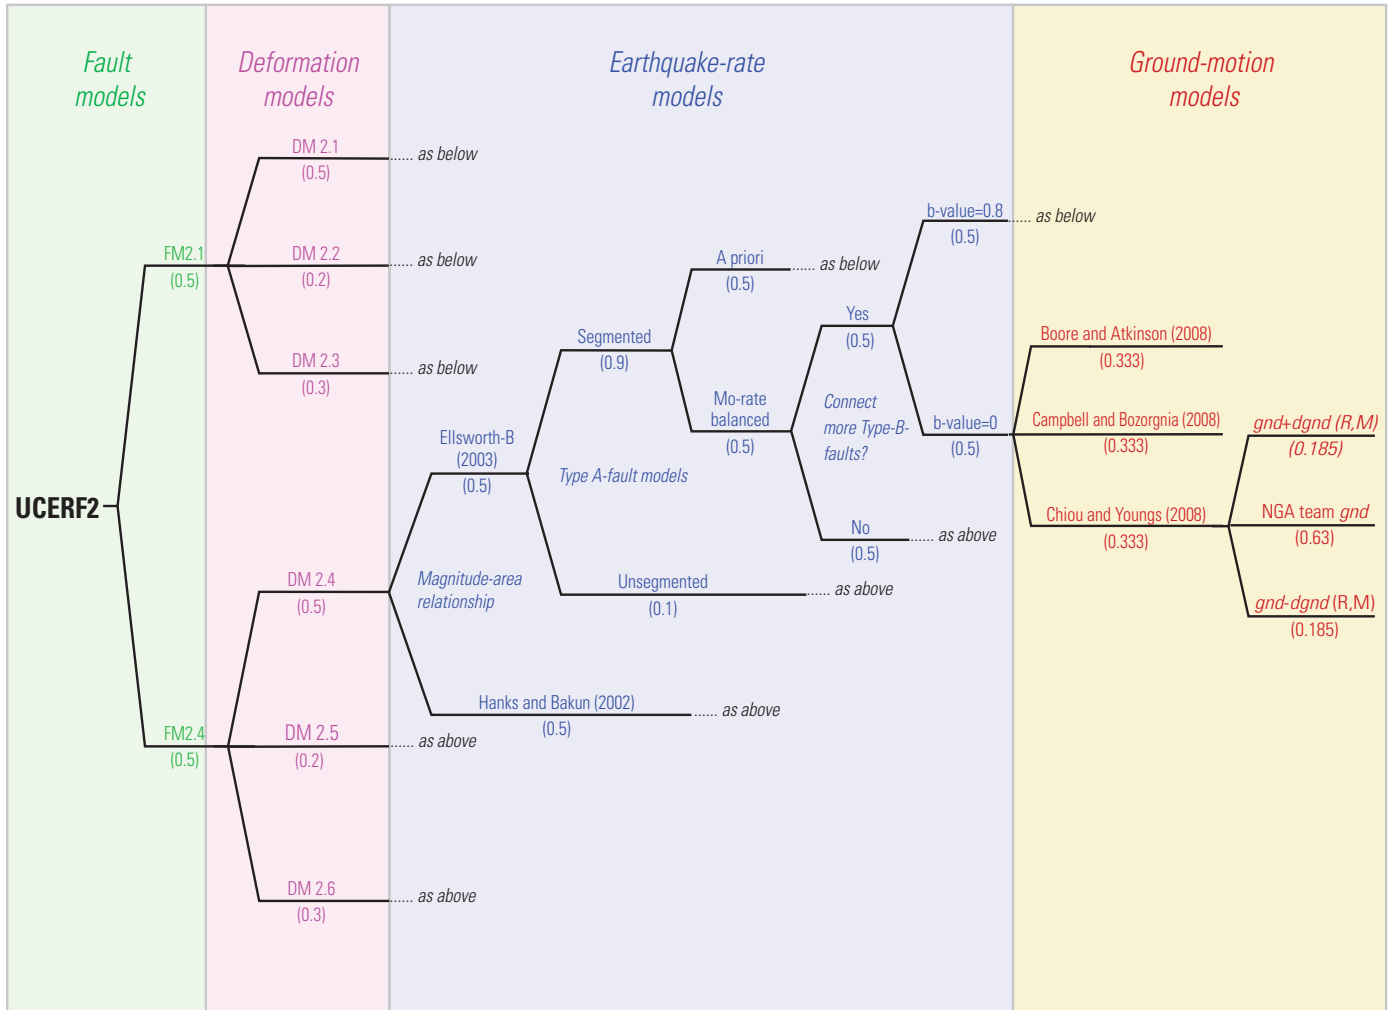 Fault
models
Deformation
models
Earthquake-rate
models
Ground-motion
models
UCERF2
FM2.1
(0.5)
FM2.4
(0.5)
DM 2.1
(0.5)
...... as below
DM 2.2
(0.2)
...... as below
DM 2.3
(0.3)
...... as below
DM 2.4
(0.5)
DM 2.5
(0.2)
...... as above
DM 2.6
(0.3)
...... as above
Magnitude-area
relationship
Ellsworth-B
(2003)
(0.5)
Hanks and Bakun (2002)
(0.5)
...... as above
Type A-fault models
Segmented
(0.9)
Unsegmented
(0.1)
...... as above
A priori
(0.5)
...... as below
Mo-rate
balanced
(0.5)
Connect
more Type-B-
faults?
Yes
(0.5)
No
(0.5)
...... as above
b-value=0.8
(0.5)
...... as below
b-value=0
(0.5)
Boore and Atkinson (2008)
(0.333)
Campbell and Bozorgnia (2008)
(0.333)
Chiou and Youngs (2008)
(0.333)
gnd+dgnd (R,M)
(0.185)
NGA team gnd
(0.63)
gnd-dgnd (R,M)
(0.185)